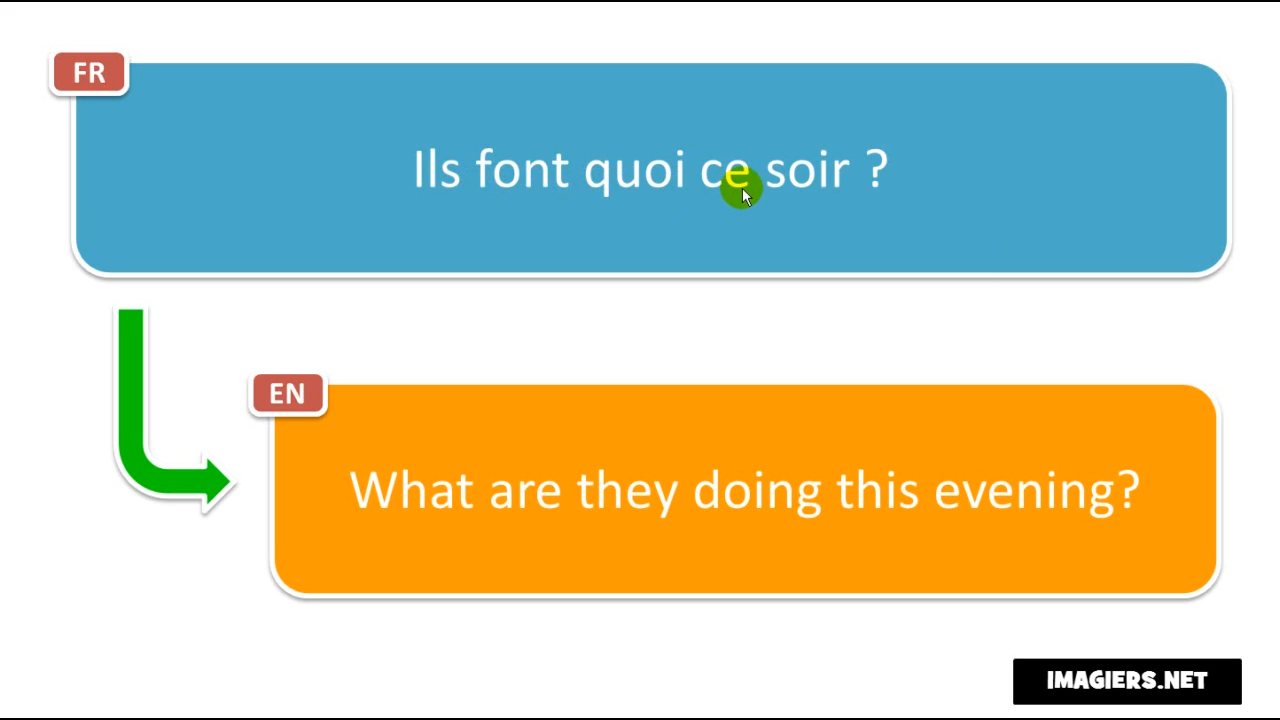 FR
Ils font quoi ce soir ?
EN
What are they doing this evening?
IMAGIERS.NET